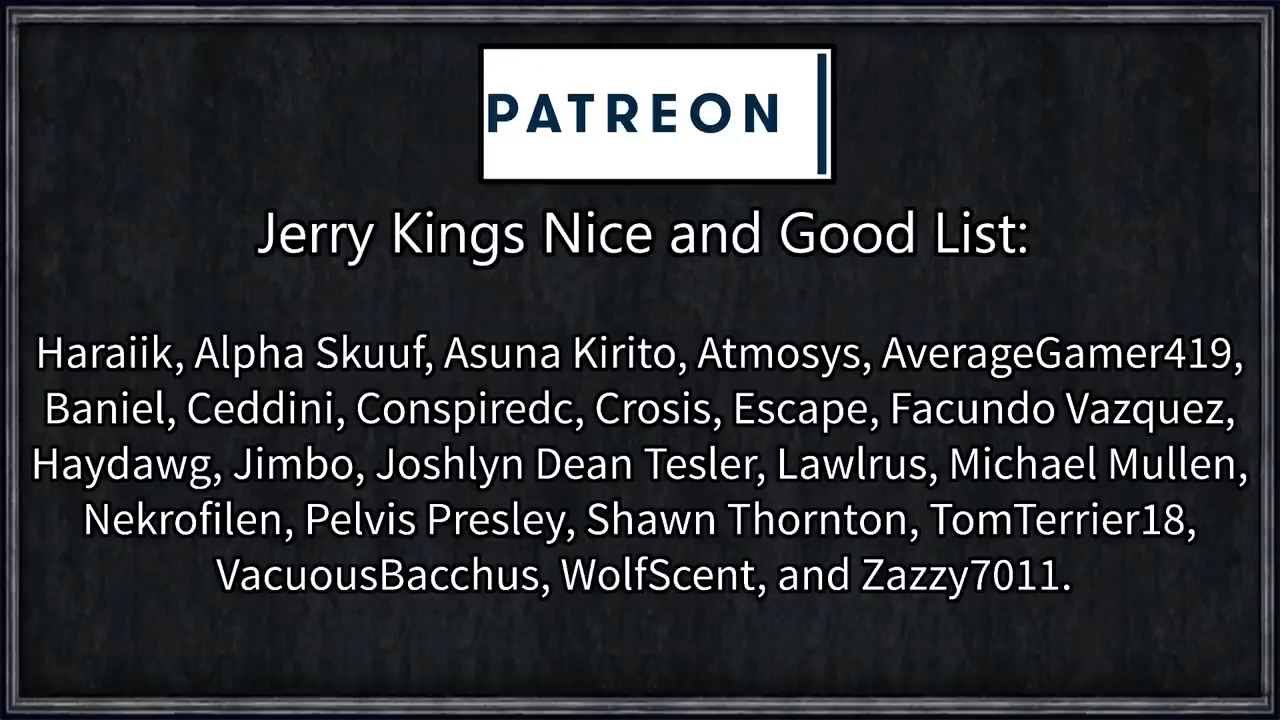 PATREON
Jerry Kings Nice and Good List:
Haraiik, Alpha Skuuf, Asuna Kirito, Atmosys, AverageGamer419,
Baniel, Ceddini, Conspiredc, Crosis, Escape, Facundo Vazquez,
Haydawg, Jimbo, Joshlyn Dean Tesler, Lawlrus, Michael Mullen,
Nekrofilen, Pelvis Presley, Shawn Thornton, TomTerrier18,
VacuousBacchus, WolfScent, and Zazzy7011.